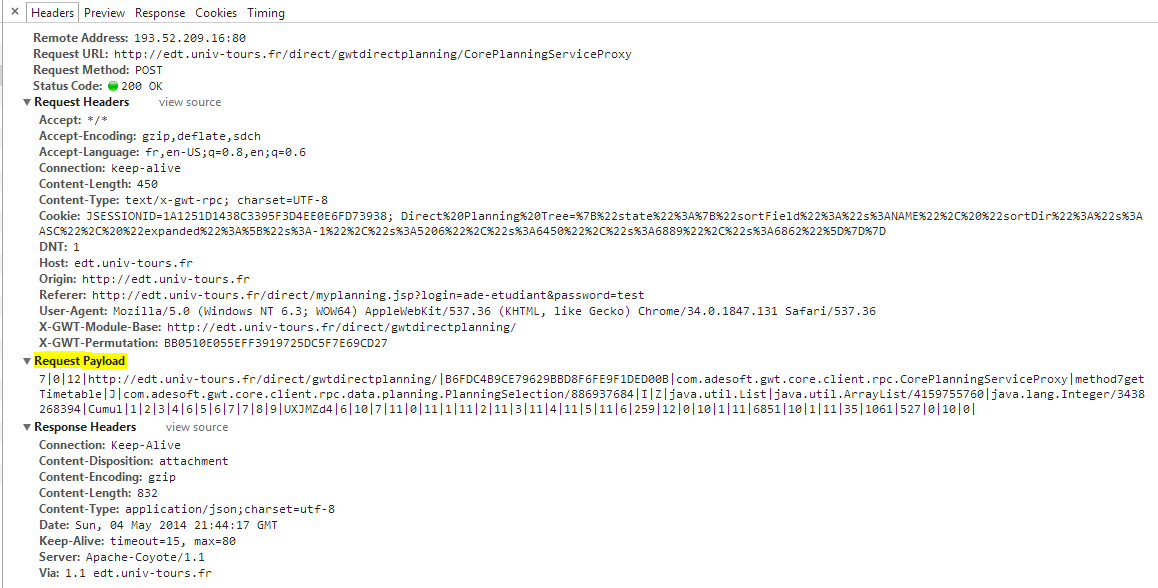 × Headers Preview Response Cookies Timing
Remote Address: 193.52.209.16:80
Request URL: http://edt.univ-tours.fr/direct/gwtdirectplanning/CorePlanningServiceProxy
Request Method: POST
Status Code: 200 OK
▼ Request Headers view source
Accept: */*
Accept-Encoding: gzip,deflate,sdch
Accept-Language: fr,en-US;q=0.8,en;q=0.6
Connection: keep-alive
Content-Length: 450
Content-Type: text/x-gwt-rpc; charset=UTF-8
Cookie: JSESSIONID=1A1251D1438C3395F3D4EE0E6FD73938; Direct%20Planning%20Tree=%7B%22state%22%3A%7B%22sortField%22%3A%22s%3ANAME%22%2C%20%22sortDir%22%3A%22s%3A
ASC%22%2C%20%22expanded%22%3A%5B%22s%3A-1%22%2C%22s%3A5206%22%2C%22s%3A6450%22%2C%22s%3A6889%22%2C%22s%3A6862%22%5D%7D%7D
DNT: 1
Host: edt.univ-tours.fr
Origin: http://edt.univ-tours.fr
Referer: http://edt.univ-tours.fr/direct/myplanning.jsp?login=ade-etudiant&password=test
User-Agent: Mozilla/5.0 (Windows NT 6.3; WOW64) AppleWebKit/537.36 (KHTML, like Gecko) Chrome/34.0.1847.131 Safari/537.36
X-GWT-Module-Base: http://edt.univ-tours.fr/direct/gwtdirectplanning/
X-GWT-Permutation: BB0510E055EFF3919725DC5F7E69CD27
▼ Request Payload
7|0|12|http://edt.univ-tours.fr/direct/gwtdirectplanning/|B6FDC4B9CE79629BBD8F6FE9F1DED00B|com.adesoft.gwt.core.client.rpc.CorePlanningServiceProxy|method7get
Timetable|J|com.adesoft.gwt.core.client.rpc.data.planning.PlanningSelection/886937684|I|Z|java.util.List|java.util.ArrayList/4159755760|java.lang.Integer/3438
268394|Cumul|1|2|3|4|6|5|6|7|7|8|9|UXJMZd4|6|10|7|11|0|11|1|11|2|11|3|11|4|11|5|11|6|259|12|0|10|1|11|6851|10|1|11|35|1061|527|0|10|0|
▼ Response Headers view source
Connection: Keep-Alive
Content-Disposition: attachment
Content-Encoding: gzip
Content-Length: 832
Content-Type: application/json;charset=utf-8
Date: Sun, 04 May 2014 21:44:17 GMT
Keep-Alive: timeout=15, max=80
Server: Apache-Coyote/1.1
Via: 1.1 edt.univ-tours.fr